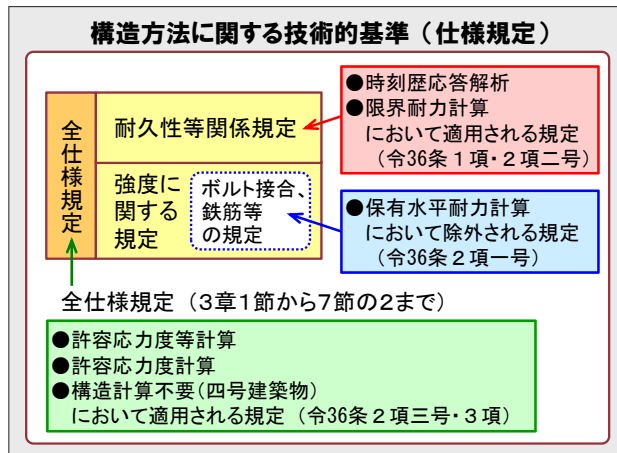 構造方法に関する技術的基準（仕様規定）
全仕様規定
耐久性等関係規定
強度に
関する
規定
ボルト接合、
鉄筋等
の規定
●時刻歴応答解析
●限界耐力計算
において適用される規定
（令36条１項・２項二号）
●保有水平耐力計算
において除外される規定
（令36条２項一号）
全仕様規定（３章１節から７節の２まで）
●許容応力度等計算
●許容応力度計算
●構造計算不要（四号建築物）
において適用される規定（令36条２項三号・３項）